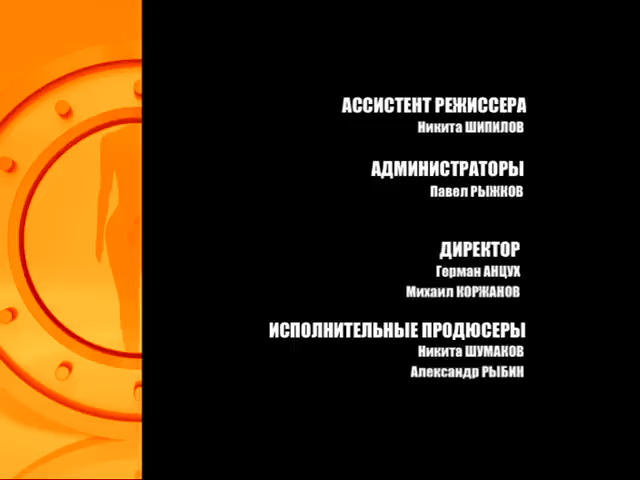 АССИСТЕНТ РЕЖИССЕРА
Никита ШИПИЛОВ
АДМИНИСТРАТОРЫ
Павел РЫЖКОВ
ДИРЕКТОР
Герман АНЦУХ
Михаил КОРЖАНОВ
ИСПОЛНИТЕЛЬНЫЕ ПРОДЮСЕРЫ
Никита ШУМАКОВ
Александр РЫБИН